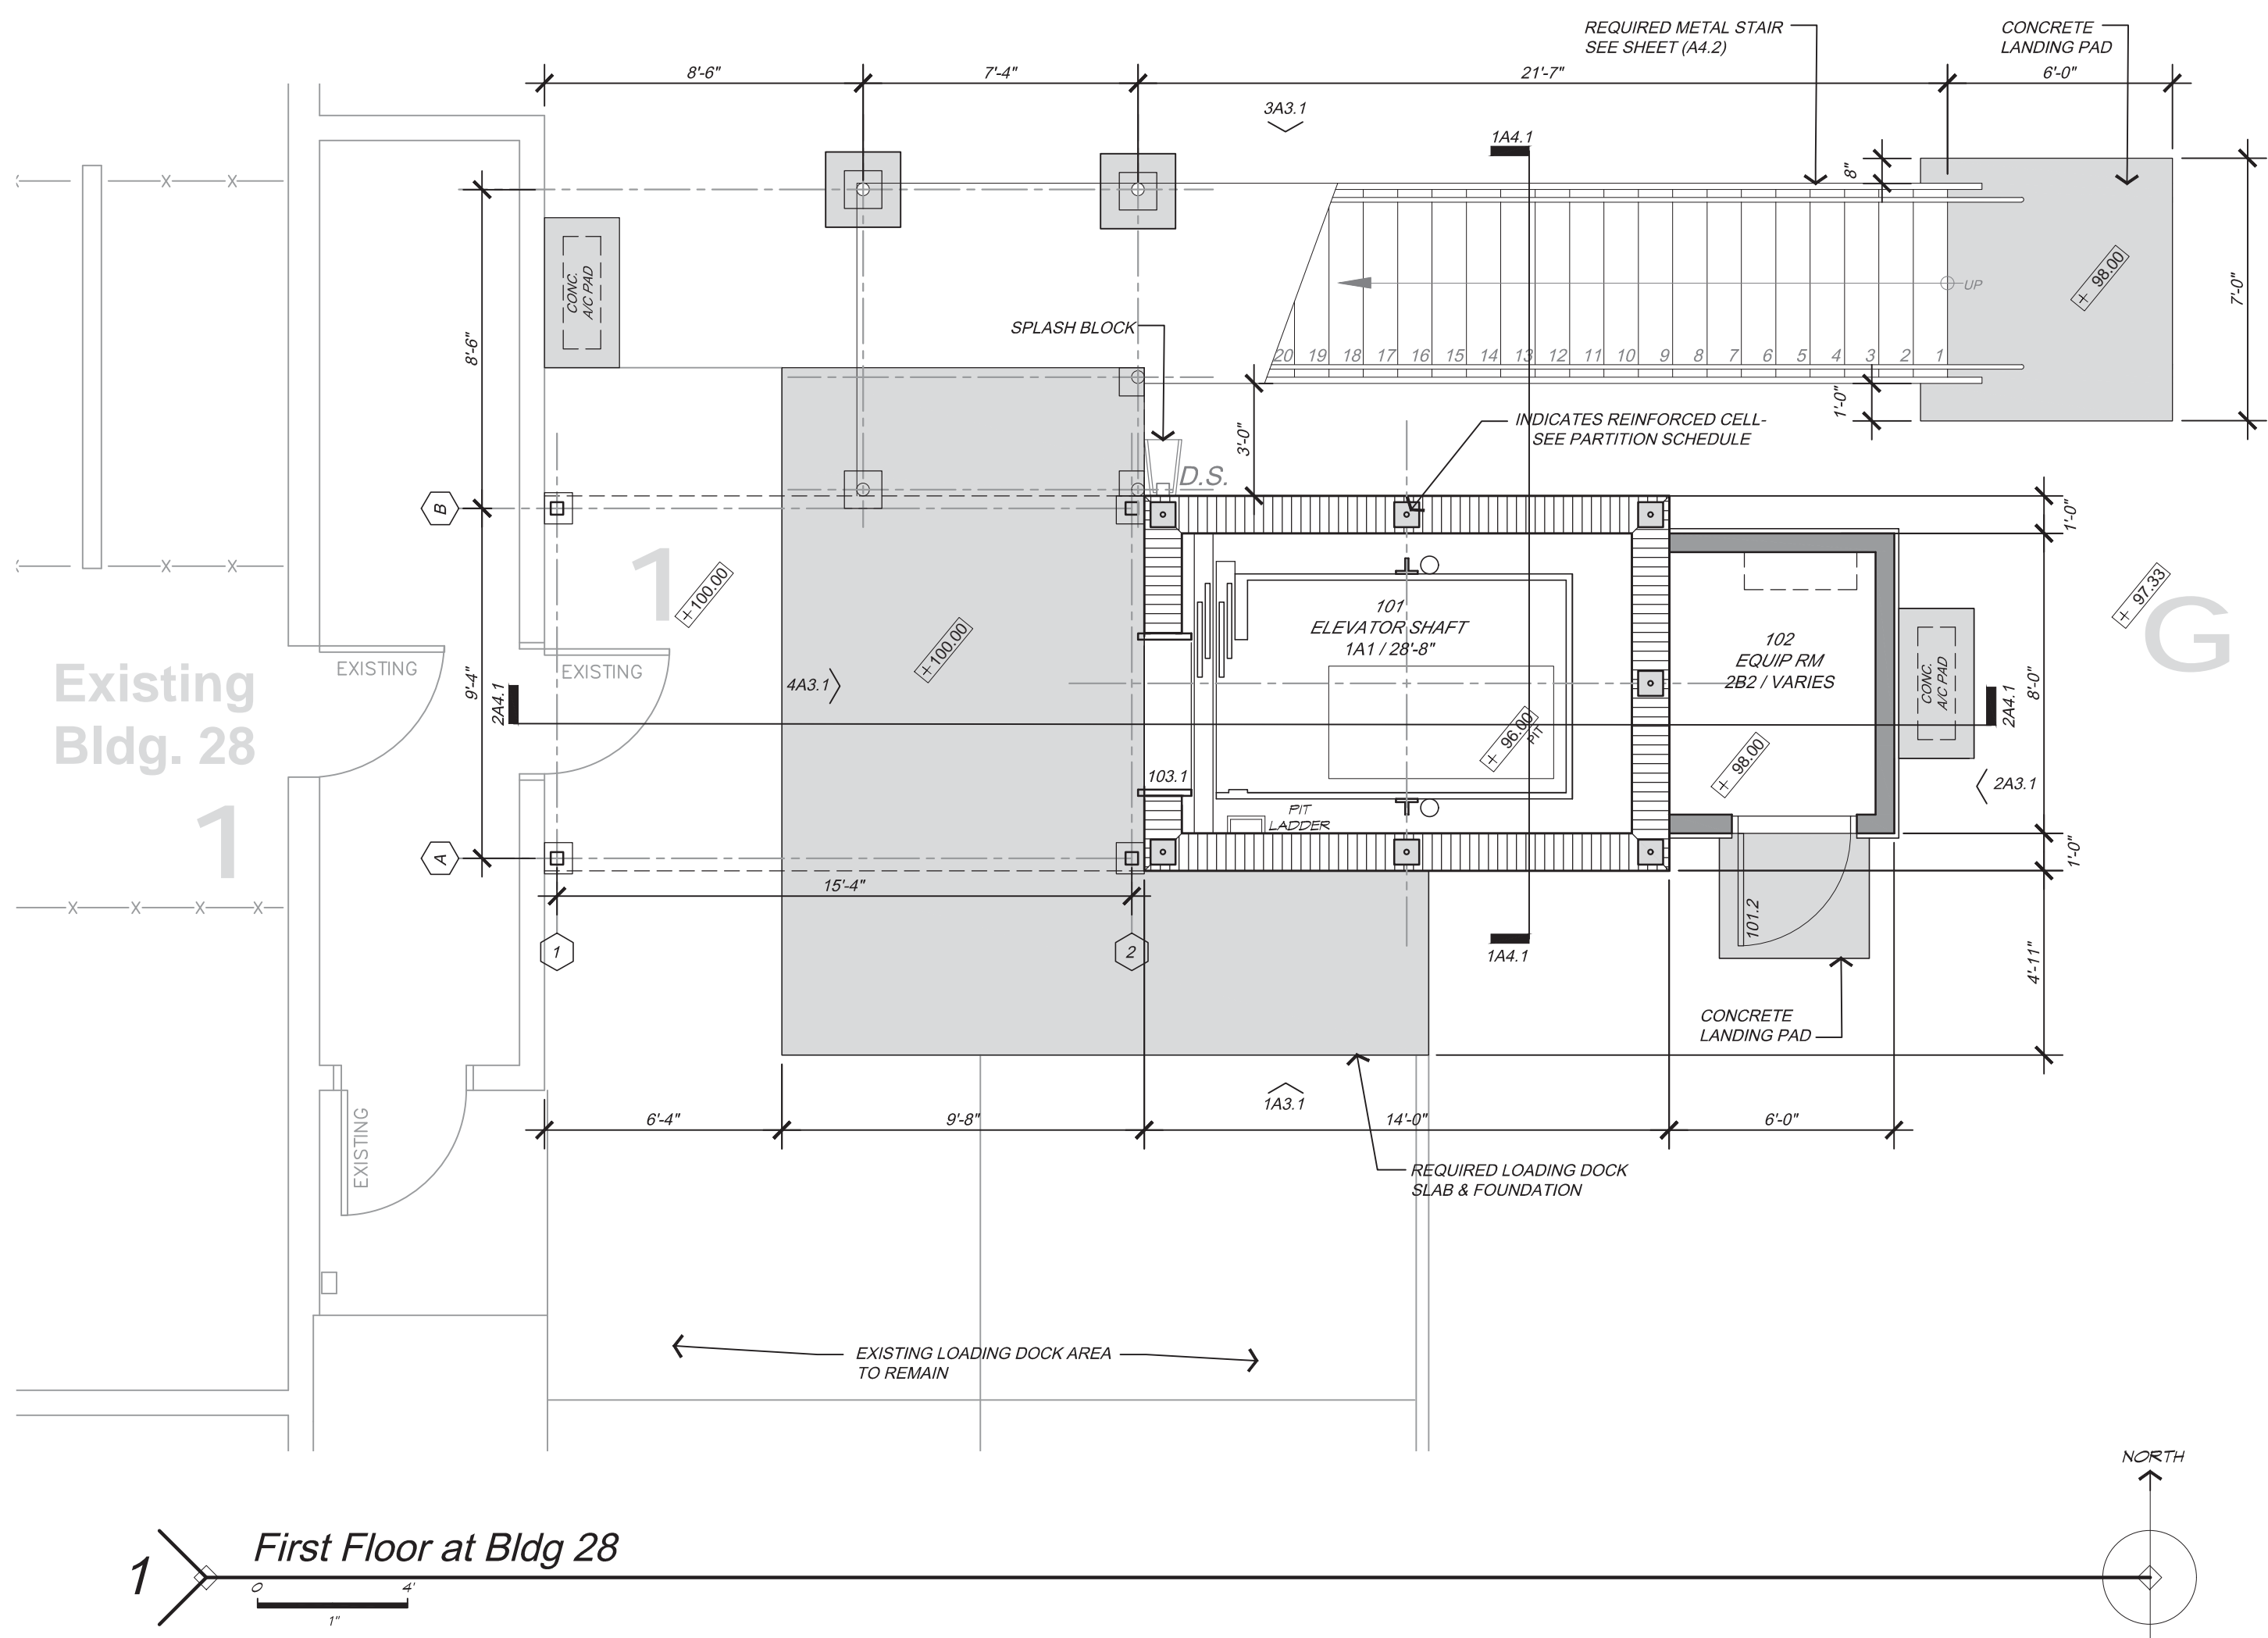 REQUIRED METAL STAIR
SEE SHEET (A4.2)
CONCRETE
LANDING PAD
8'-6"
7'-4"
21'-7"
6'-0"
3A3.1
1A4.1
8"
CONC.
A/C PAD
98.00
7'-0"
UP
SPLASH BLOCK
8'-6"
20 19 18 17 16 15 14 13 12 11 10 9 8 7 6 5 4 3 2 1
1'-0"
3'-0"
INDICATES REINFORCED CELL-
SEE PARTITION SCHEDULE
D.S.
B
1'-0"
1
+100.00
+100.00
97.33
G
101
ELEVATOR SHAFT
1A1 / 28'-8"
102
EQUIP RM
2B2 / VARIES
EXISTING
EXISTING
Existing
Bldg. 28
1
9'-4"
2A4.1
4A3.1
96.00
PIT
CONC.
A/C PAD
8'-0"
2A4.1
98.00
103.1
2A3.1
PIT
LADDER
A
1'-0"
15'-4"
101.2
1
2
1A4.1
4'-11"
CONCRETE
LANDING PAD
EXISTING
1A3.1
6'-4"
9'-8"
14'-0"
6'-0"
REQUIRED LOADING DOCK
SLAB & FOUNDATION
EXISTING LOADING DOCK AREA
TO REMAIN
NORTH
1
First Floor at Bldg 28
0 4'
1"